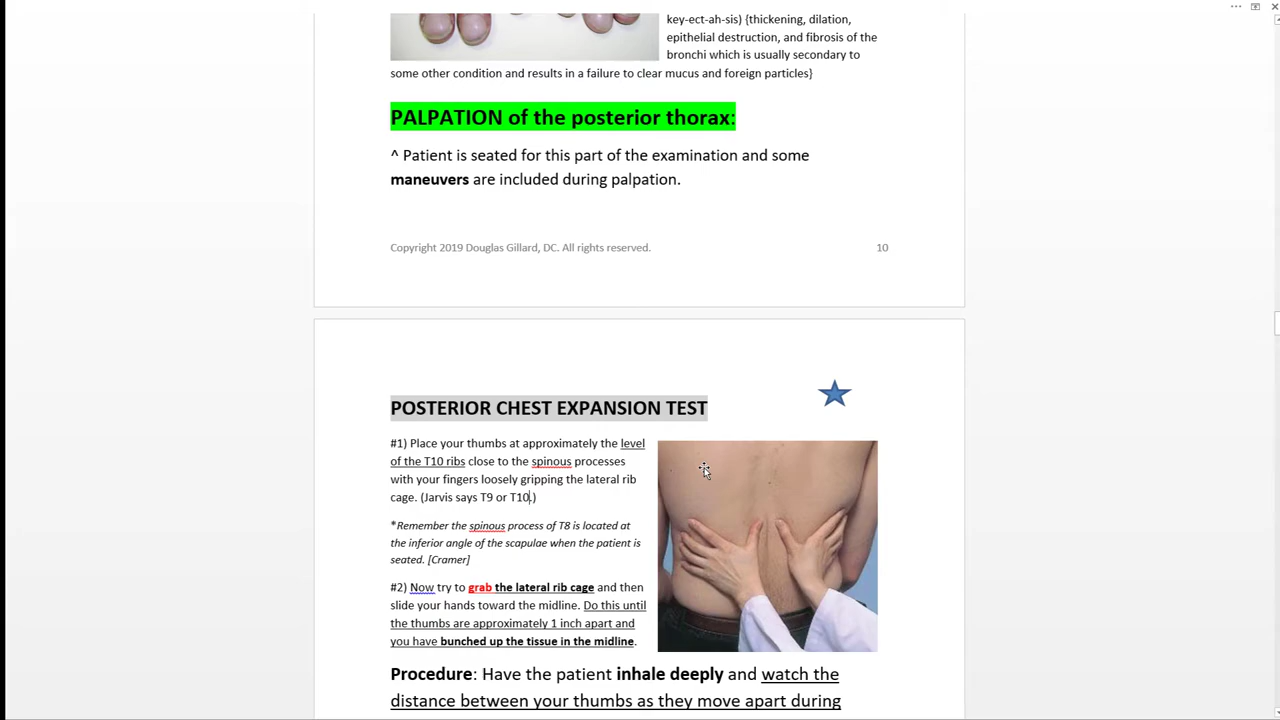 key-ect-ah-sis) {thickening, dilation,
epithelial destruction, and fibrosis of the
bronchi which is usually secondary to
some other condition and results in a failure to clear mucus and foreign particles}
PALPATION of the posterior thorax:
^ Patient is seated for this part of the examination and some
maneuvers are included during palpation.
Copyright 2019 Douglas Gillard, DC. All rights reserved. 10
POSTERIOR CHEST EXPANSION TEST
#1) Place your thumbs at approximately the level
of the T10 ribs close to the spinous processes
with your fingers loosely gripping the lateral rib
cage. (Jarvis says T9 or T10.)
*Remember the spinous process of T8 is located at
the inferior angle of the scapulae when the patient is
seated. [Cramer]
#2) Now try to grab the lateral rib cage and then
slide your hands toward the midline. Do this until
the thumbs are approximately 1 inch apart and
you have bunched up the tissue in the midline.
Procedure: Have the patient inhale deeply and watch the
distance between your thumbs as they move apart during